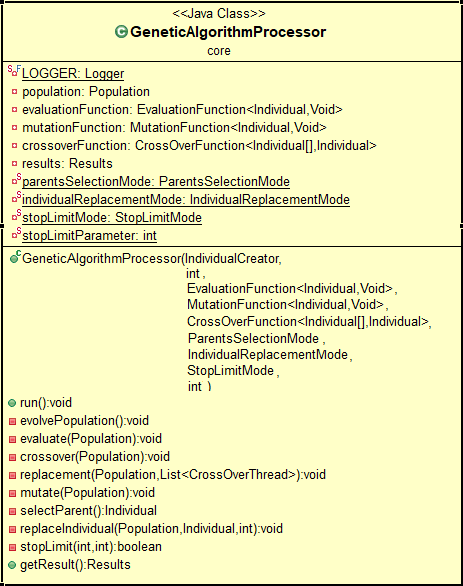 <<Java Class>>
GeneticAlgorithmProcessor
core
LOGGER: Logger
population: Population
evaluationFunction: EvaluationFunction<Individual,Void>
mutationFunction: MutationFunction<Individual,Void>
crossoverFunction: CrossOverFunction<Individual[],Individual>
results: Results
parentsSelectionMode: ParentsSelectionMode
individualReplacementMode: IndividualReplacementMode
stopLimitMode: StopLimitMode
stopLimitParameter: int
GeneticAlgorithmProcessor(IndividualCreator,
int ,
EvaluationFunction<Individual,Void>,
MutationFunction<Individual,Void>,
CrossOverFunction<Individual[],Individual>,
ParentsSelectionMode ,
IndividualReplacementMode,
StopLimitMode,
int )
run():void
evolvePopulation():void
evaluate(Population):void
crossover(Population):void
replacement(Population,List<CrossOverThread>):void
mutate(Population):void
selectParent():Individual
replaceIndividual(Population,Individual,int):void
stopLimit(int,int):boolean
getResult():Results